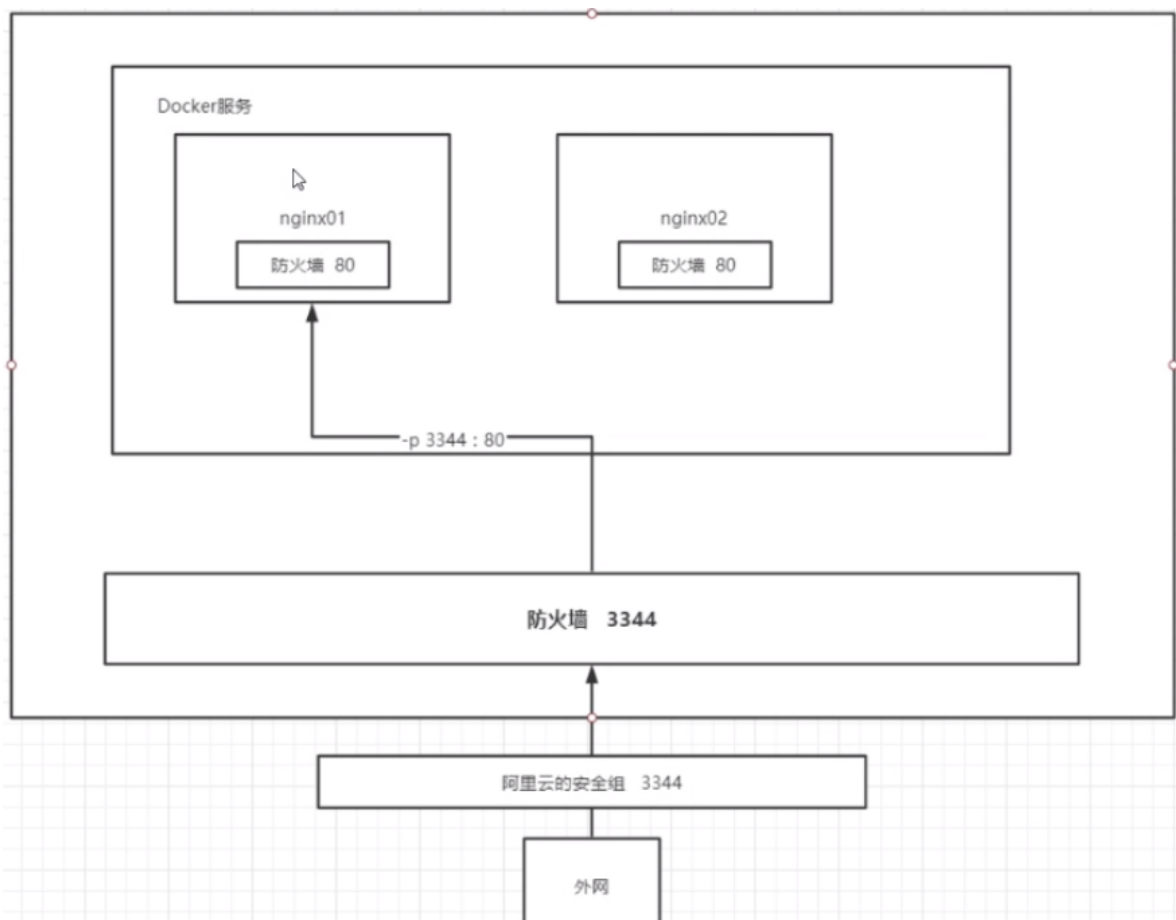 Docker服务
nginx01
nginx02
防火墙 80
防火墙 80
-p 3344：80
防火墙 3344
阿里云的安全组 3344
外网